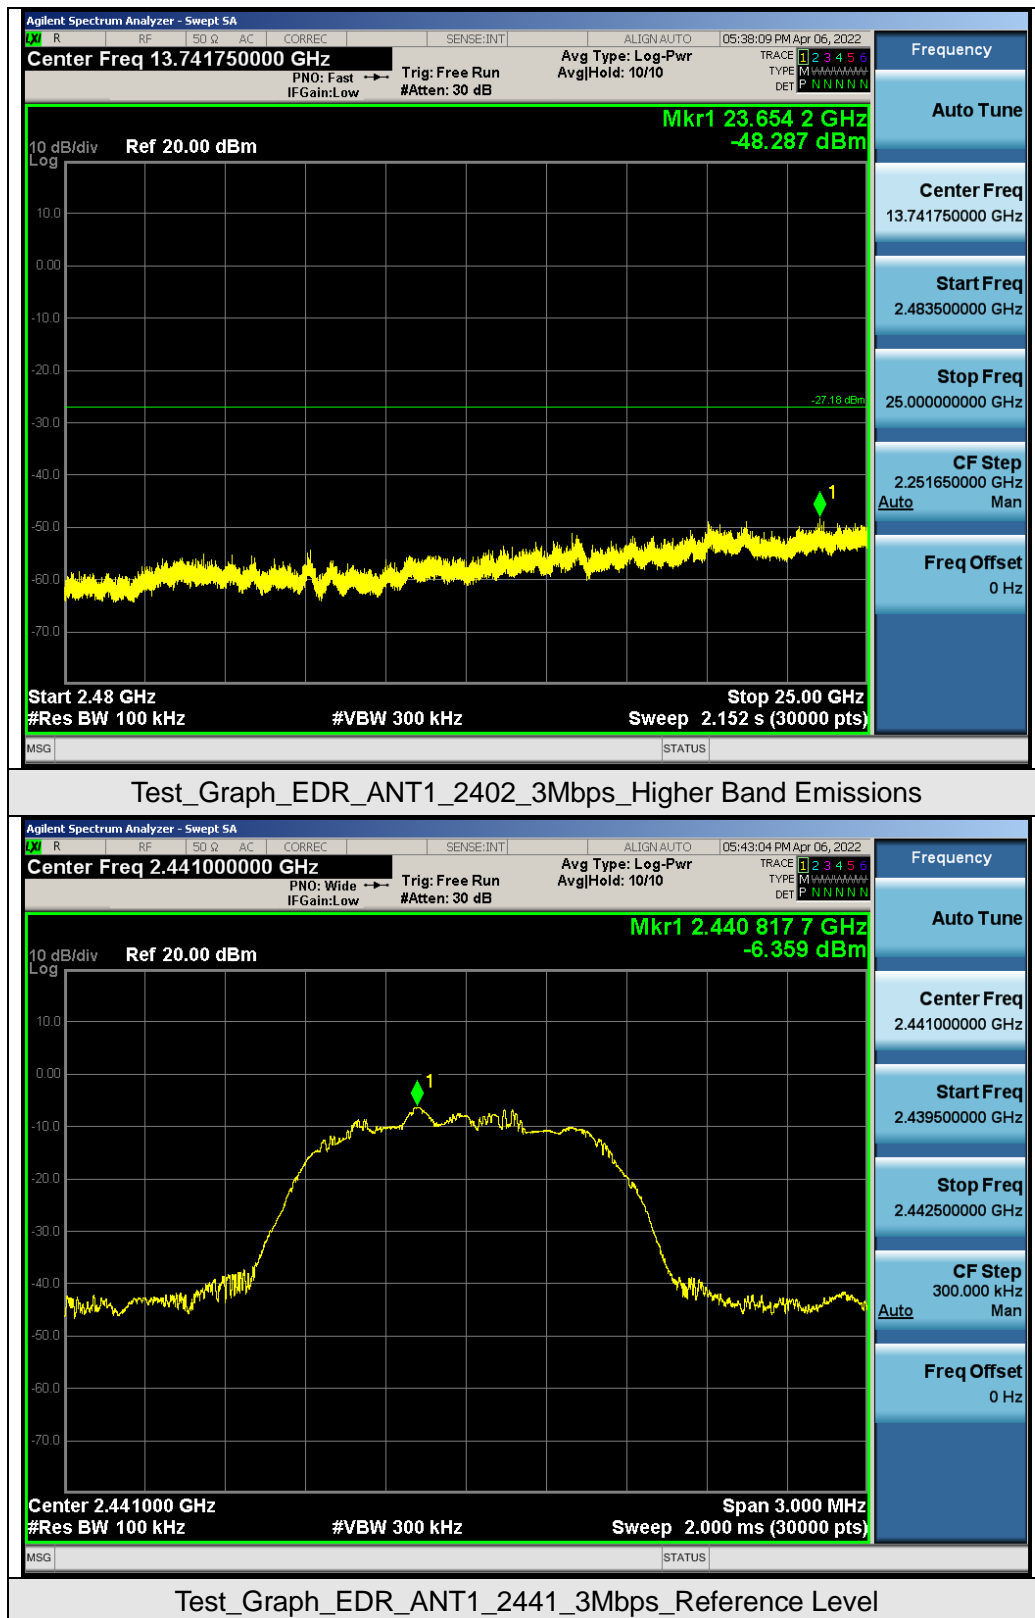 Agilent Spectrum Analyzer - Swept SA
LXI R RF 50 Ω AC CORREC SENSE:INT ALIGN AUTO 05:38:09 PM Apr 06, 2022
Center Freq 13.741750000 GHz
PNO: Fast
IFGain:Low
Trig: Free Run
#Atten: 30 dB
Avg Type: Log-Pwr
Avg|Hold: 10/10
TRACE 1 2 3 4 5 6
TYPE M
DET P N N N N N
Mkr1 23.654 2 GHz
-48.287 dBm
10 dB/div Ref 20.00 dBm
Log
10.0
0.00
-10.0
-20.0
-27.18 dBm
-30.0
-40.0
1
-50.0
-60.0
-70.0
Start 2.48 GHz Stop 25.00 GHz
#Res BW 100 kHz #VBW 300 kHz Sweep 2.152 s (30000 pts)
MSG STATUS
Frequency
Auto Tune
Center Freq
13.741750000 GHz
Start Freq
2.483500000 GHz
Stop Freq
25.000000000 GHz
CF Step
2.251650000 GHz
Auto Man
Freq Offset
0 Hz
Test_Graph_EDR_ANT1_2402_3Mbps_Higher Band Emissions
Agilent Spectrum Analyzer - Swept SA
LXI R RF 50 Ω AC CORREC SENSE:INT ALIGN AUTO 05:43:04 PM Apr 06, 2022
Center Freq 2.441000000 GHz
PNO: Wide
IFGain:Low
Trig: Free Run
#Atten: 30 dB
Avg Type: Log-Pwr
Avg|Hold: 10/10
TRACE 1 2 3 4 5 6
TYPE M
DET P N N N N N
Mkr1 2.440 817 7 GHz
-6.359 dBm
10 dB/div Ref 20.00 dBm
Log
10.0
0.00
1
-10.0
-20.0
-30.0
-40.0
-50.0
-60.0
-70.0
Center 2.441000 GHz Span 3.000 MHz
#Res BW 100 kHz #VBW 300 kHz Sweep 2.000 ms (30000 pts)
MSG STATUS
Frequency
Auto Tune
Center Freq
2.441000000 GHz
Start Freq
2.439500000 GHz
Stop Freq
2.442500000 GHz
CF Step
300.000 kHz
Auto Man
Freq Offset
0 Hz
Test_Graph_EDR_ANT1_2441_3Mbps_Reference Level